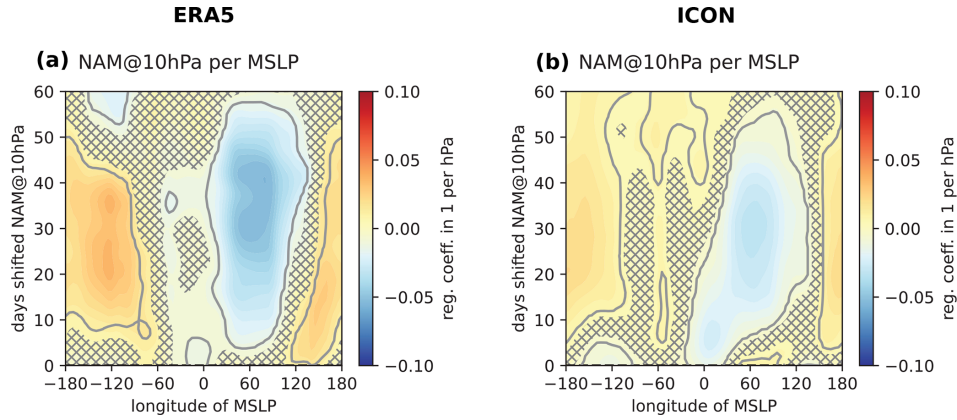 ERA5
ICON
(a) NAM@10hPa per MSLP
(b) NAM@10hPa per MSLP
60
50
40
30
20
10
0
days shifted NAM@10hPa
−180 −120 −60 0 60 120 180
longitude of MSLP
0.10
0.05
0.00
−0.05
−0.10
reg. coeff. in 1 per hPa
60
50
40
30
20
10
0
days shifted NAM@10hPa
−180 −120 −60 0 60 120 180
longitude of MSLP
0.10
0.05
0.00
−0.05
−0.10
reg. coeff. in 1 per hPa